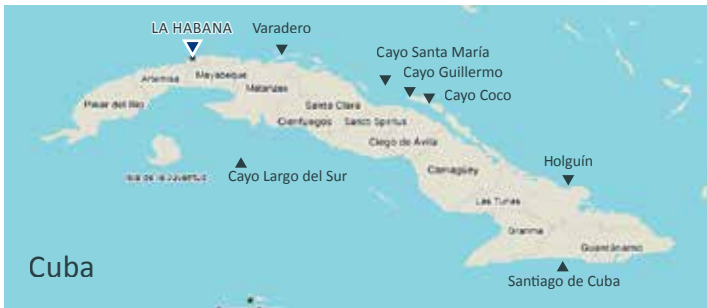 LA HABANA
Varadero
Cayo Santa María
Cayo Guillermo
Cayo Coco
Artemisa
Mayabeque
Matanzas
Pinar del Río
Santa Clara
Cienfuegos
Sancti Spíritus
Ciego de Ávila
Camagüey
Holguín
Isla de la Juventud
Cayo Largo del Sur
Las Tunas
Granma
Guantánamo
Cuba
Santiago de Cuba